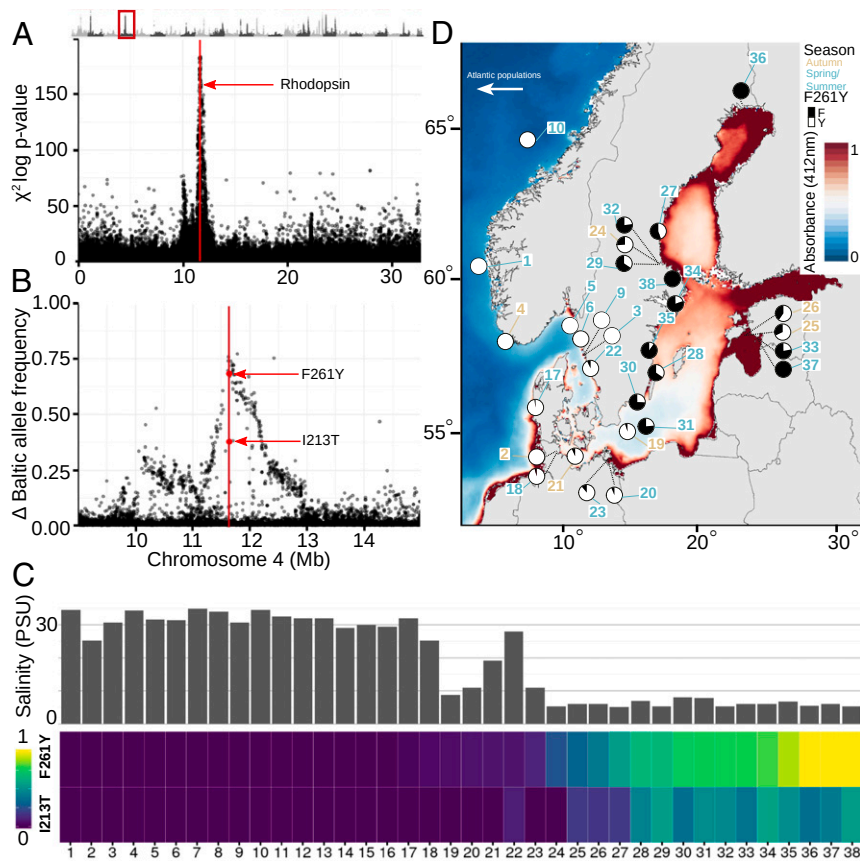 A
χ² log p-value
150
100
50
0
Rhodopsin
0
10
20
30
B
Δ Baltic allele frequency
1.00
0.75
0.50
0.25
0.00
F261Y
I213T
10
11
12
13
14
Chromosome 4 (Mb)
D
Atlantic populations
65°
60°
55°
10°
20°
30°
36
10
27
32
24
29
1
34
38
5
9
6
3
4
35
22
26
25
33
37
28
17
30
31
19
2
21
18
23
20
Season
Autumn
Spring/
Summer
F261Y
F
Y
Absorbance (412nm)
1
0
C
Salinity (PSU)
30
0
1
0
F261Y
I213T
1 2 3 4 5 6 7 8 9 10 11 12 13 14 15 16 17 18 19 20 21 22 23 24 25 26 27 28 29 30 31 32 33 34 35 36 37 38